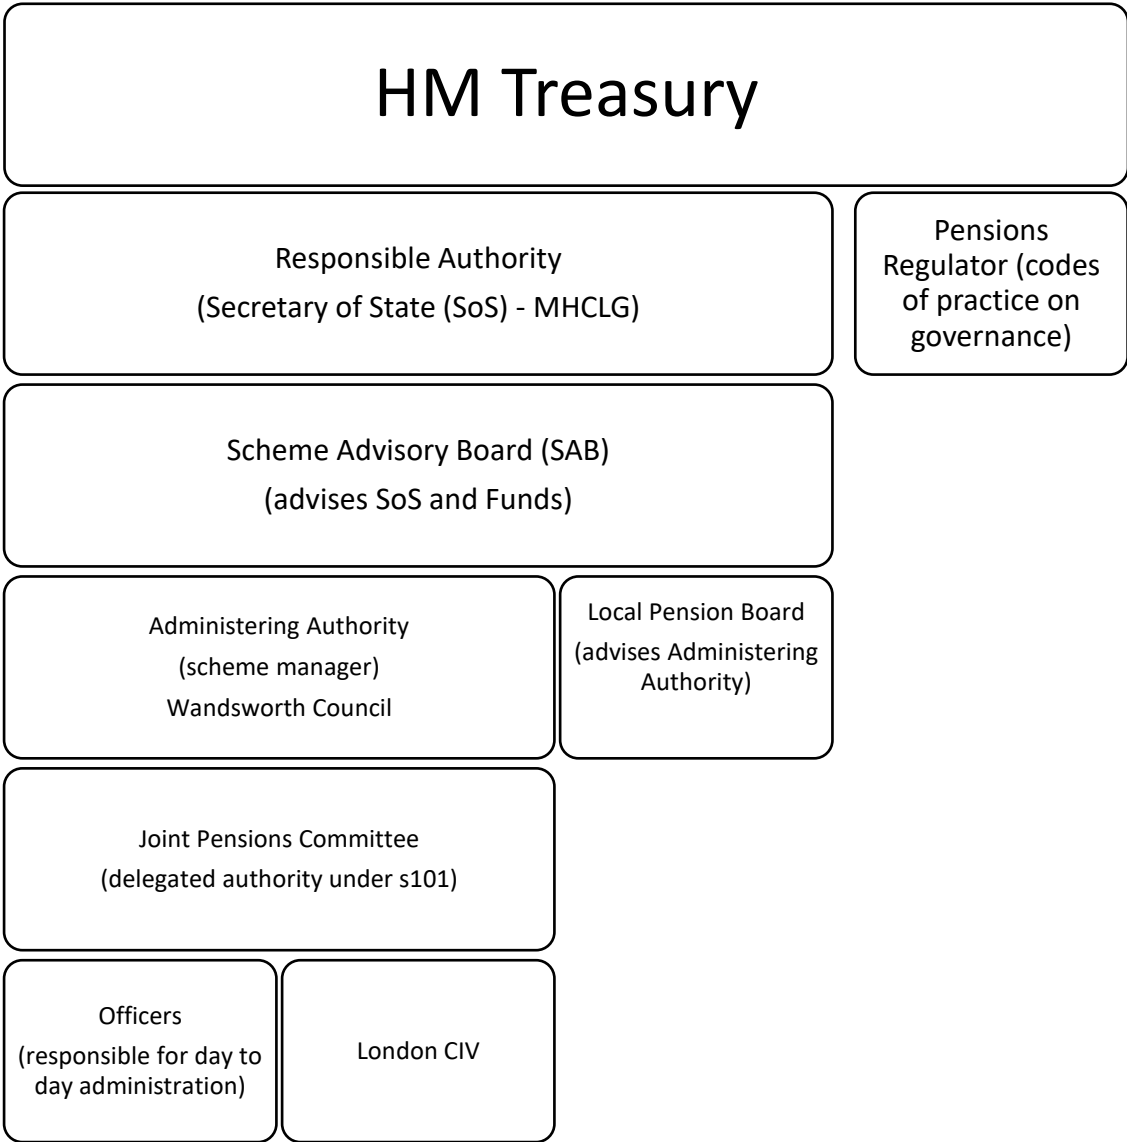 HM Treasury
Responsible Authority
(Secretary of State (SoS) - MHCLG)
Pensions
Regulator (codes
of practice on
governance)
Scheme Advisory Board (SAB)
(advises SoS and Funds)
Administering Authority
(scheme manager)
Wandsworth Council
Local Pension Board
(advises Administering
Authority)
Joint Pensions Committee
(delegated authority under s101)
Officers
(responsible for day to
day administration)
London CIV